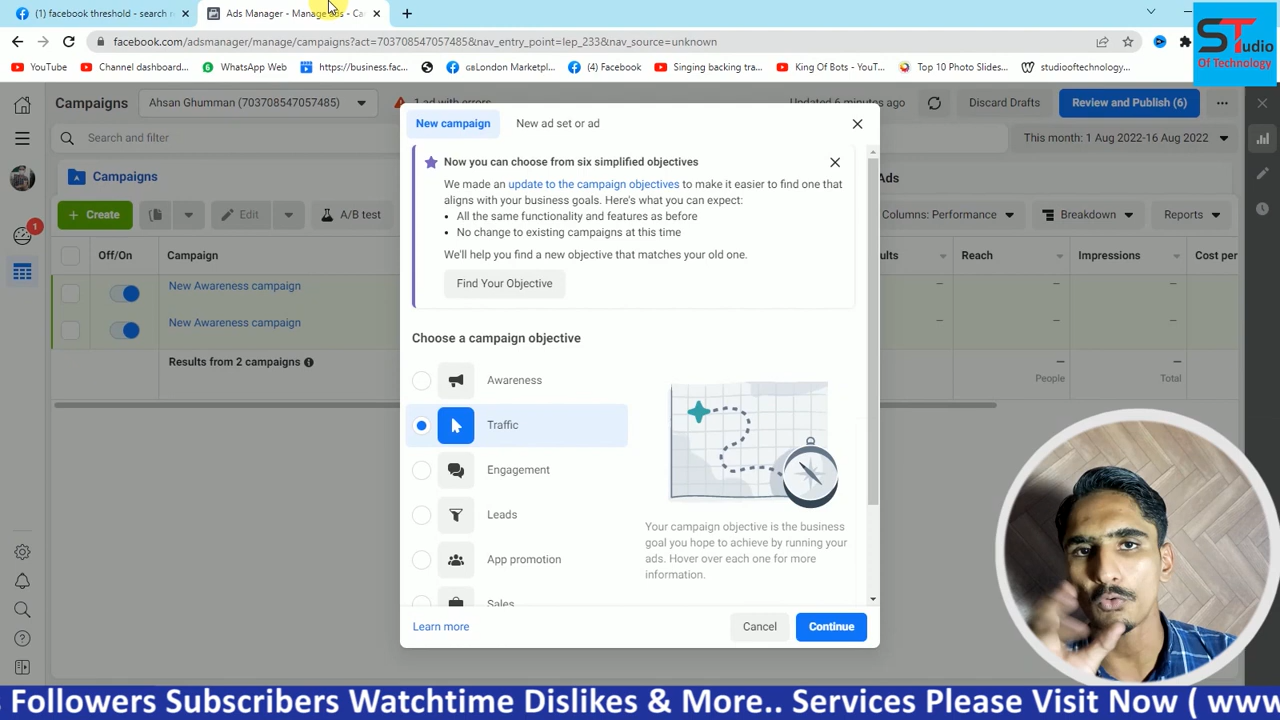 (1) facebook threshold - search r
Ads Manager - Manage ads - Ca
facebook.com/adsmanager/manage/campaigns?act=703708547057485&nav_entry_point=lep_233&nav_source=unknown
YouTube
Channel dashboard...
WhatsApp Web
https://business.fac...
GBLondon Marketpl...
(4) Facebook
Singing backing tra...
King Of Bots - YouT...
Top 10 Photo Slides...
studiooftechnology...
STudio
Of Technology
Campaigns
Ahsan Ghumman (703708547057485)
1 ad with errors
Updated 6 minutes ago
Discard Drafts
Review and Publish (6)
Search and filter
This month: 1 Aug 2022-16 Aug 2022
Campaigns
Ads
+ Create
Edit
A/B test
Columns: Performance
Breakdown
Reports
Off/On
Campaign
ults
Reach
Impressions
Cost per
New Awareness campaign
New Awareness campaign
Results from 2 campaigns
People
Total
1
New campaign
New ad set or ad
Now you can choose from six simplified objectives
We made an update to the campaign objectives to make it easier to find one that
aligns with your business goals. Here's what you can expect:
• All the same functionality and features as before
• No change to existing campaigns at this time
We'll help you find a new objective that matches your old one.
Find Your Objective
Choose a campaign objective
Awareness
Traffic
Engagement
Leads
App promotion
Sales
Your campaign objective is the business
goal you hope to achieve by running your
ads. Hover over each one for more
information.
Learn more
Cancel
Continue
s Followers Subscribers Watchtime Dislikes & More.. Services Please Visit Now ( www